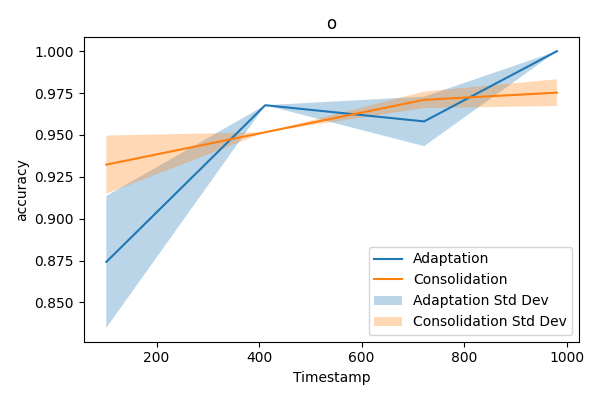 o
1.000
0.975
0.950
0.925
0.900
0.875
0.850
accuracy
200
400
600
800
1000
Timestamp
Adaptation
Consolidation
Adaptation Std Dev
Consolidation Std Dev